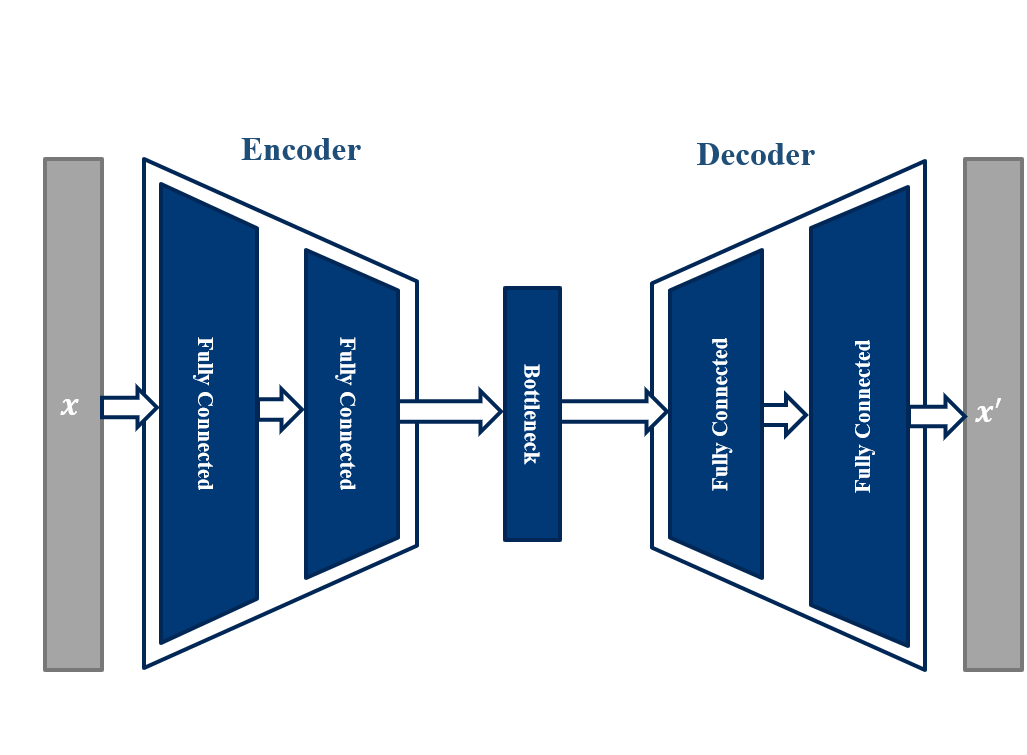 Encoder
Decoder
x
Fully Connected
Fully Connected
Bottleneck
Fully Connected
Fully Connected
x′